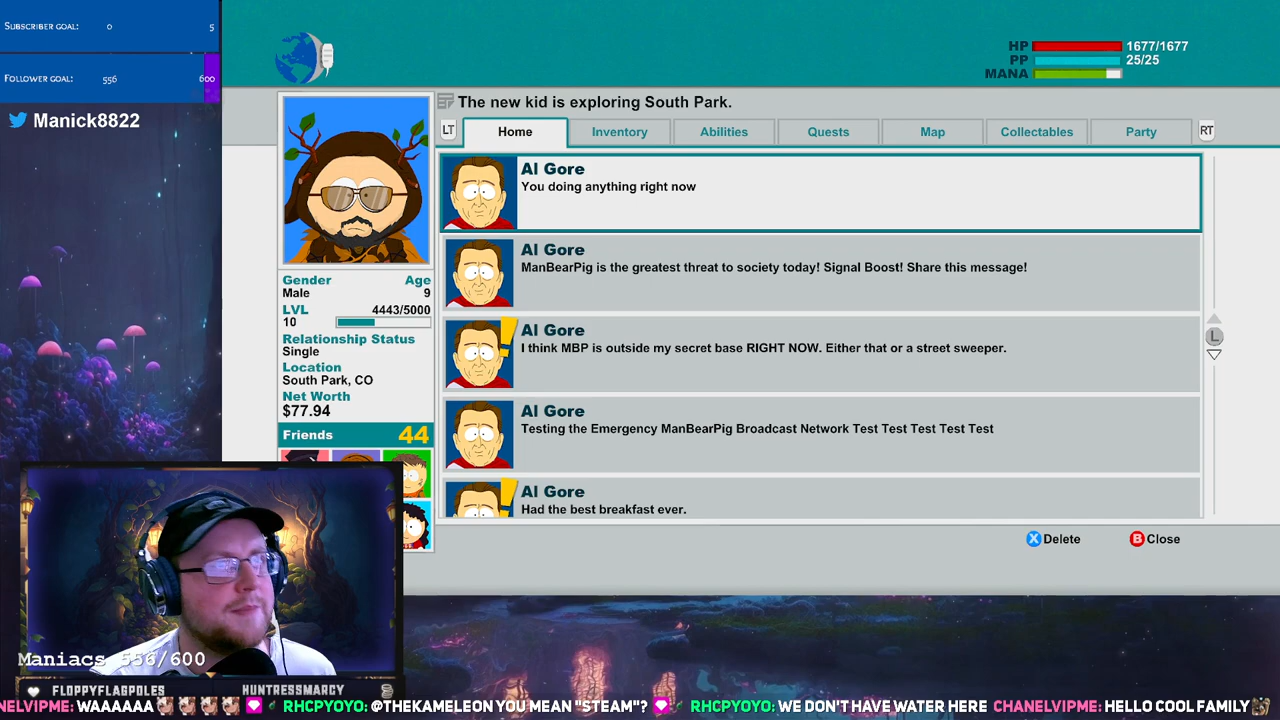 SUBSCRIBER GOAL: 0 5
FOLLOWER GOAL: 556 600
Manick8822
HP 1677/1677
PP 25/25
MANA
The new kid is exploring South Park.
LT Home Inventory Abilities Quests Map Collectables Party RT
Al Gore
You doing anything right now
Al Gore
ManBearPig is the greatest threat to society today! Signal Boost! Share this message!
Al Gore
I think MBP is outside my secret base RIGHT NOW. Either that or a street sweeper.
Al Gore
Testing the Emergency ManBearPig Broadcast Network Test Test Test Test Test
Al Gore
Had the best breakfast ever.
L
X Delete B Close
Gender Age
Male 9
LVL 4443/5000
10
Relationship Status
Single
Location
South Park, CO
Net Worth
$77.94
Friends 44
Maniacs 556/600
FLOPPYFLAGPOLES HUNTRESSMARCY
NELVIPME: WAAAAAA RHCPYOYO: @THEKAMELEON YOU MEAN "STEAM"? RHCPYOYO: WE DON'T HAVE WATER HERE CHANELVIPME: HELLO COOL FAMILY